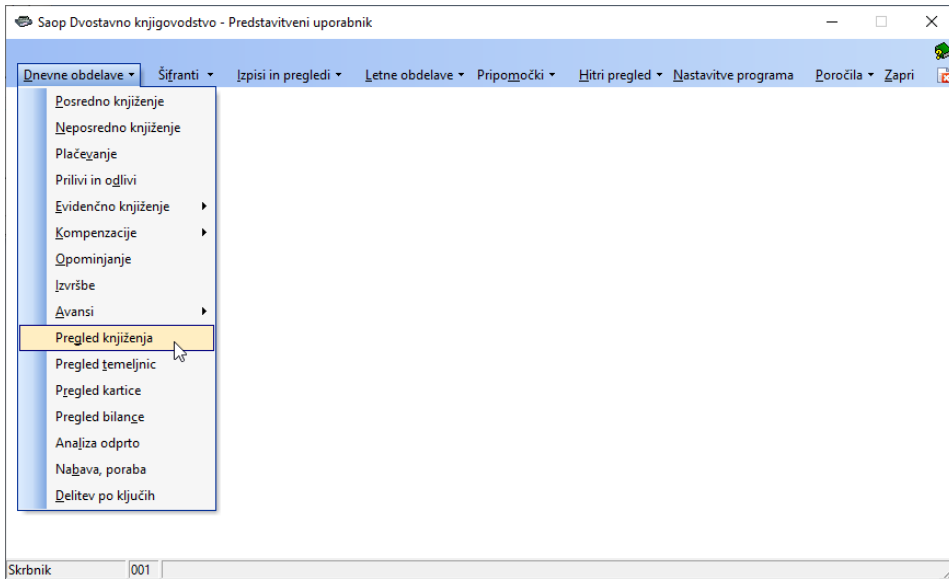 Saop Dvostavno knjigovodstvo - Predstavitveni uporabnik
Dnevne obdelave Šifranti Izpisi in pregledi Letne obdelave Pripomočki Hitri pregled Nastavitve programa Poročila Zapri
Posredno knjiženje
Neposredno knjiženje
Plačevanje
Prilivi in odlivi
Evidenčno knjiženje
Kompenzacije
Opominjanje
Izvršbe
Avansi
Pregled knjiženja
Pregled temeljnic
Pregled kartice
Pregled bilance
Analiza odprto
Nabava, poraba
Delitev po ključih
Skrbnik 001